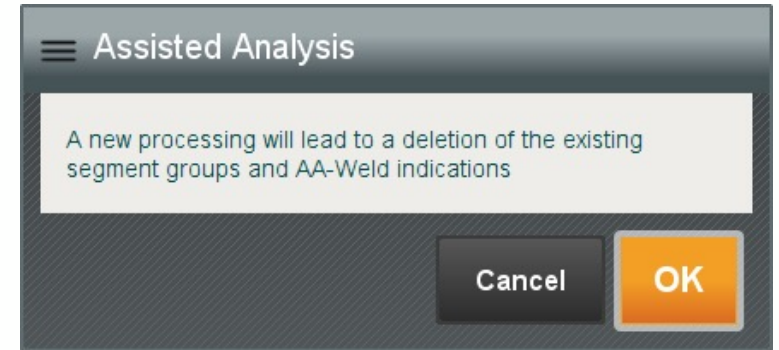 Assisted Analysis
A new processing will lead to a deletion of the existing
segment groups and AA-Weld indications
Cancel
OK